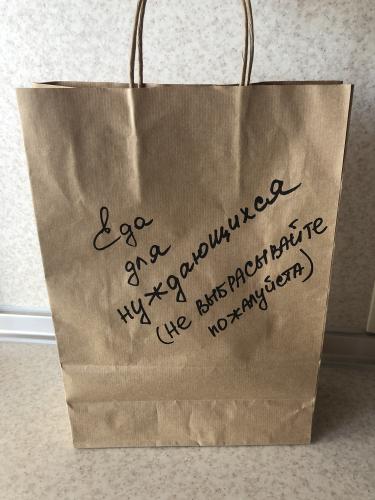 Еда
для
нуждающихся
(не выбрасывайте
пожалуйста)